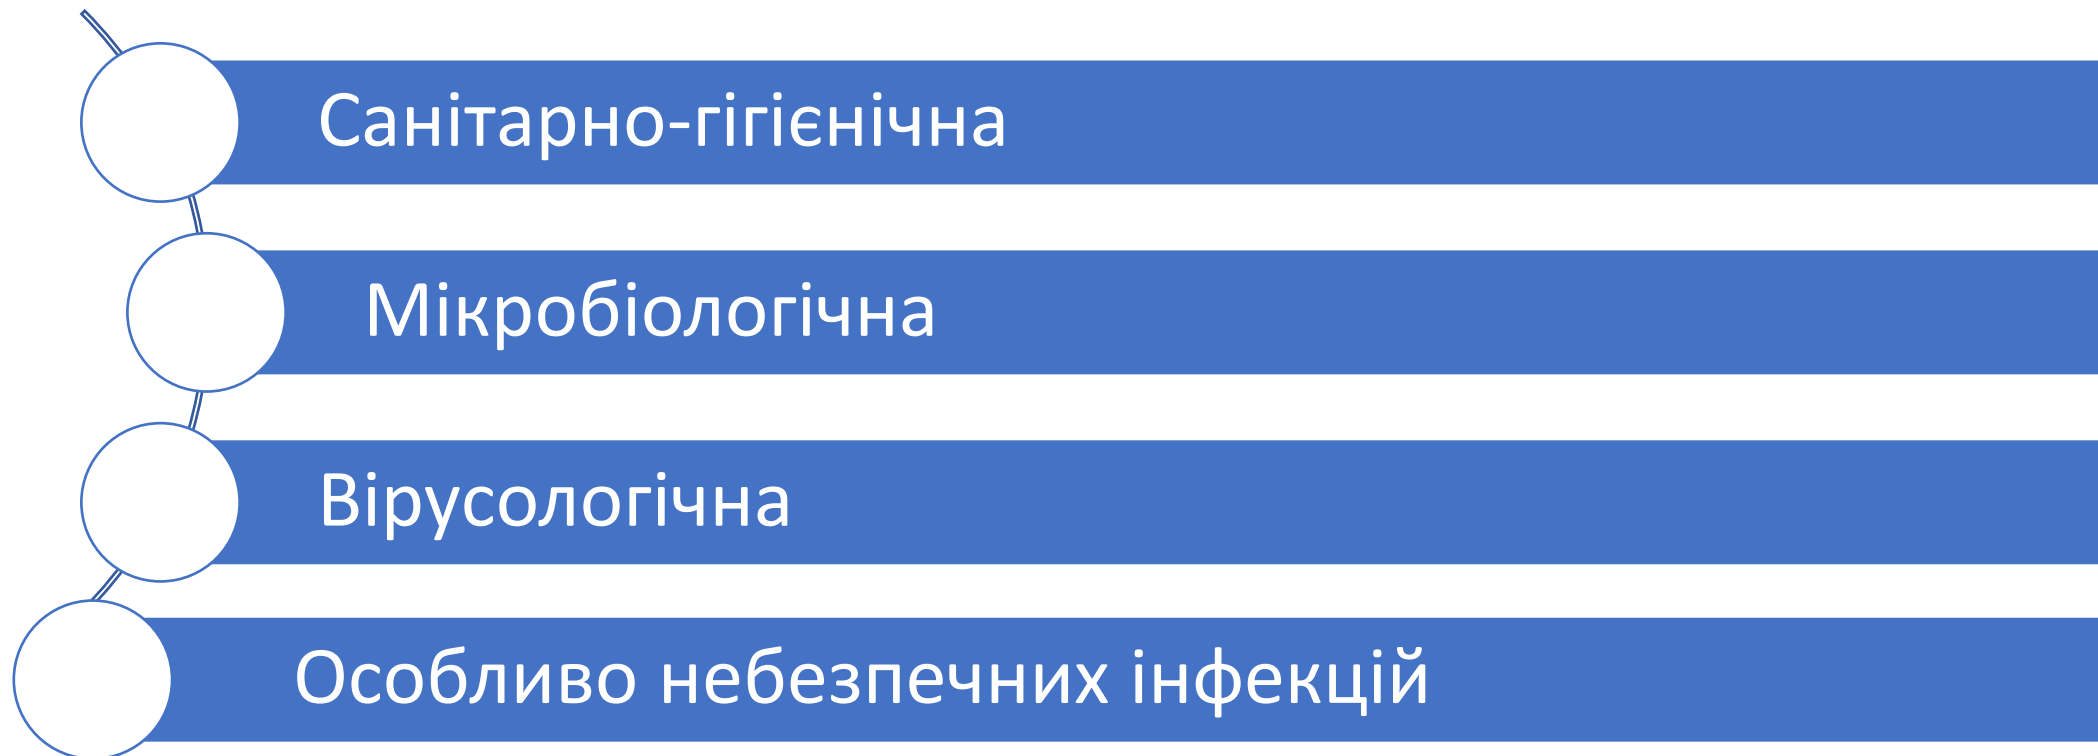 Санітарно-гігієнічна
Мікробіологічна
Вірусологічна
Особливо небезпечних інфекцій